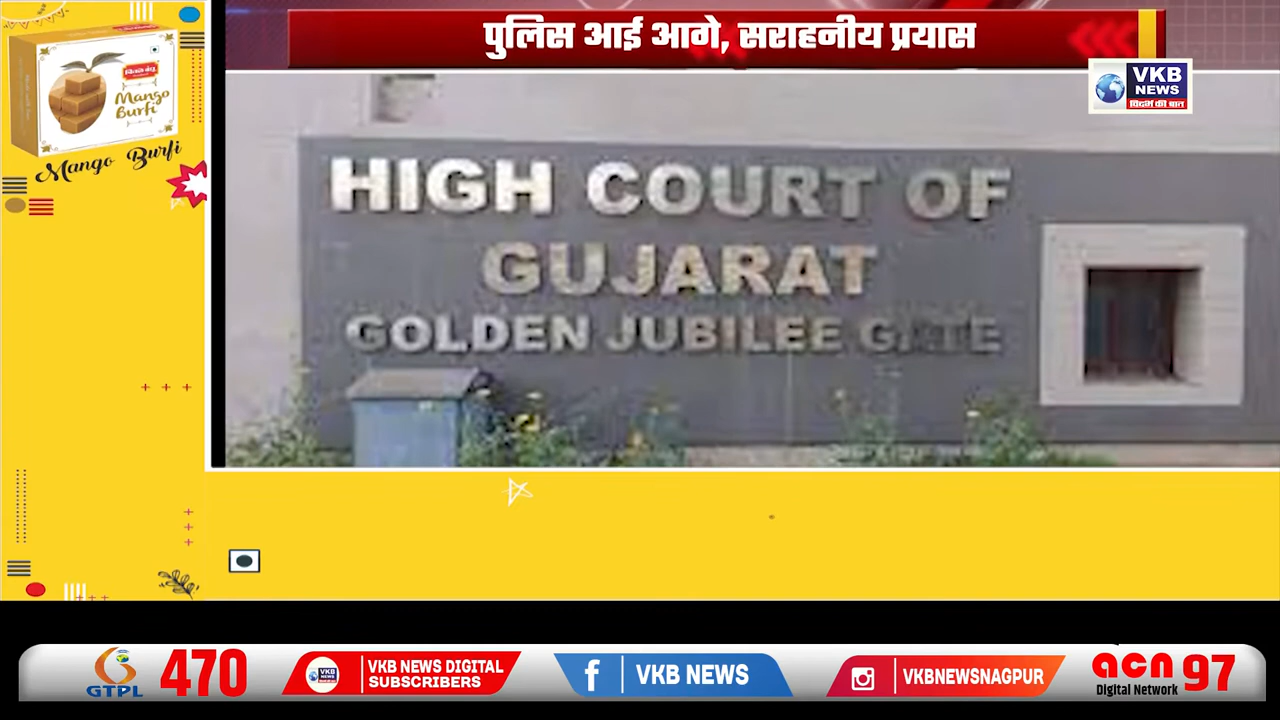 पुलिस आई आगे, सराहनीय प्रयास
VKB
NEWS
विदर्भ की बात
Mango
Burfi
Mango Burfi
HIGH COURT OF
GUJARAT
GOLDEN JUBILEE GATE
GTPL
470
VKB NEWS DIGITAL
SUBSCRIBERS
VKB NEWS
VKBNEWSNAGPUR
acn 97
Digital Network